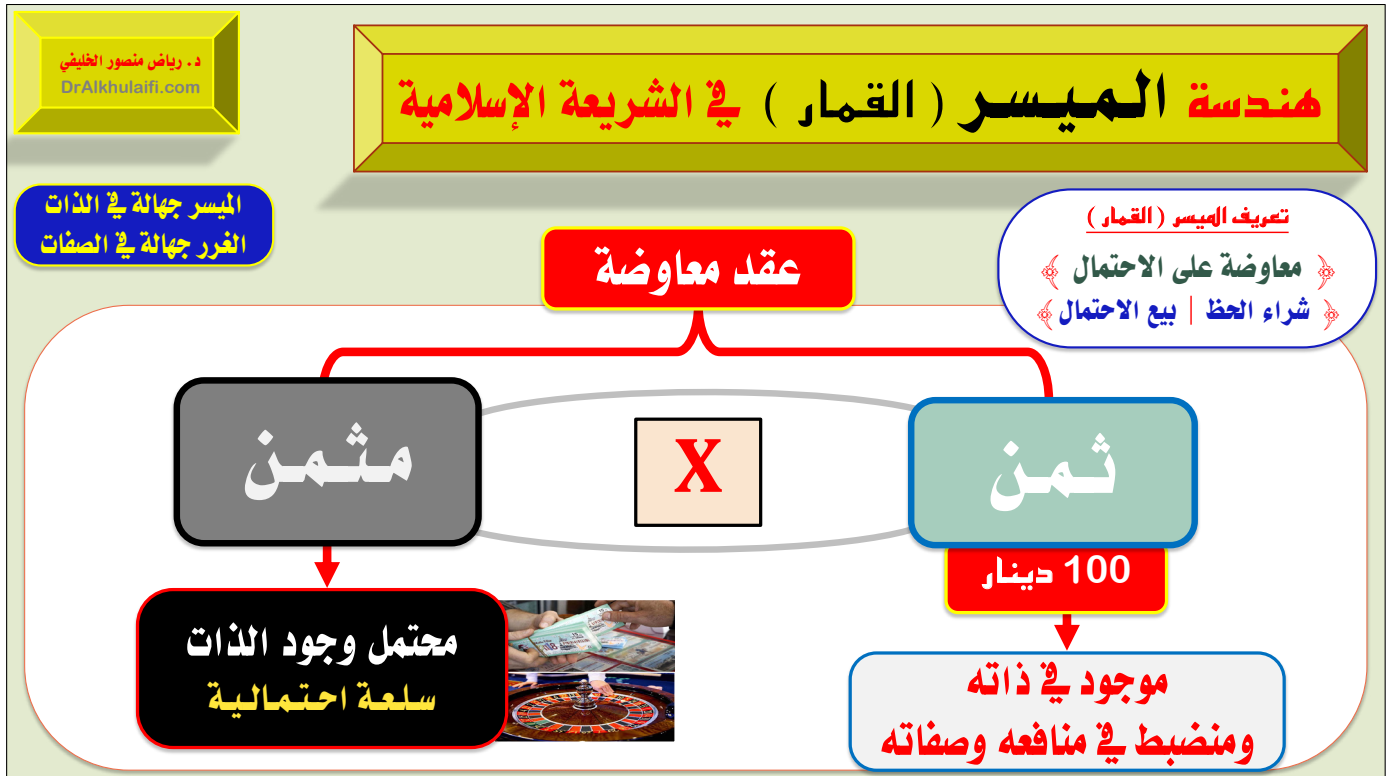 هندسة الميسر ( القمار ) في الشريعة الإسلامية
د. رياض منصور الخليفي
DrAlkhulaifi.com
تعريف الميسر ( القمار )
﴿ معاوضة على الاحتمال ﴾
﴿ شراء الحظ | بيع الاحتمال ﴾
الميسر جهالة في الذات
الغرر جهالة في الصفات
عقد معاوضة
ثمن
X
مثمن
100 دينار
موجود في ذاته
ومنضبط في منافعه وصفاته
محتمل وجود الذات
سلعة احتمالية